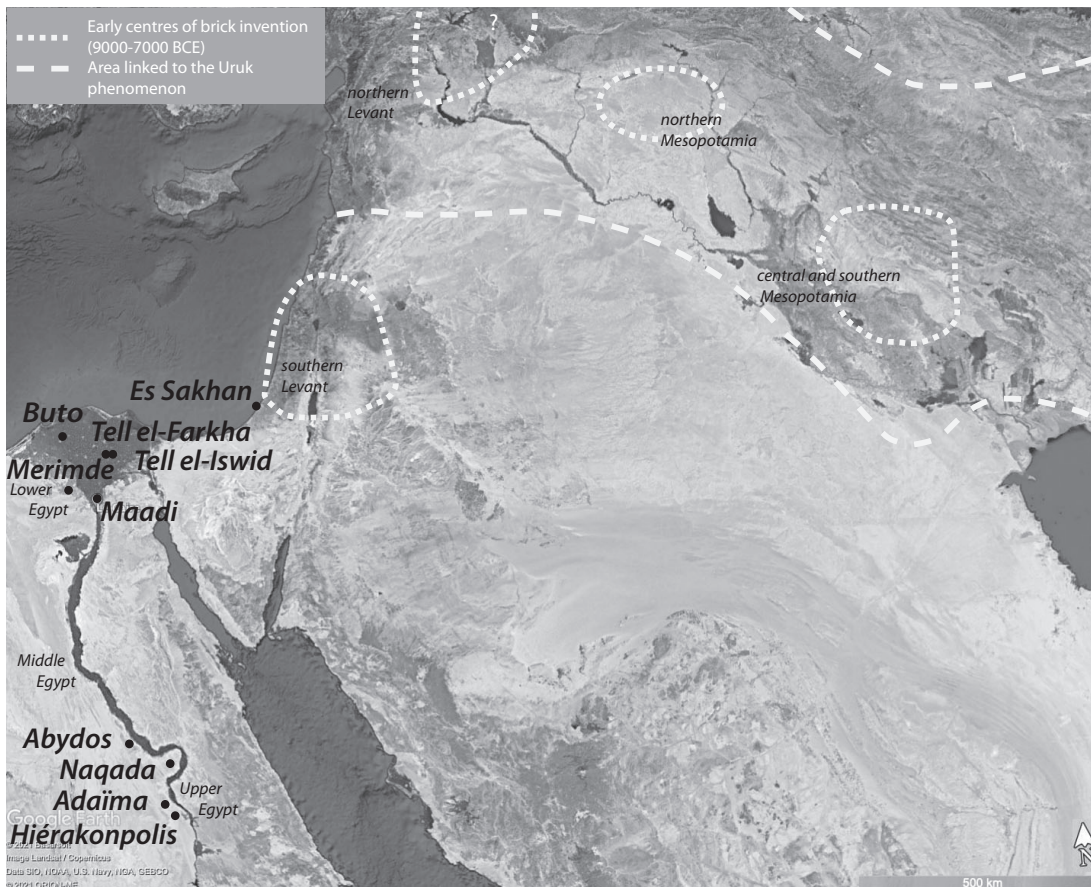 Early centres of brick invention
(9000-7000 BCE)
Area linked to the Uruk
phenomenon
?
northern
Levant
northern
Mesopotamia
central and southern
Mesopotamia
southern
Levant
Es Sakhan
Buto
Tell el-Farkha
Tell el-Iswid
Merimde
Lower
Egypt
Maadi
Middle
Egypt
Abydos
Naqada
Upper
Egypt
Adaïma
Google Earth
Hiérakonpolis
Image Landsat / Copernicus
Data SIO, NOAA, U.S. Navy, NGA, GEBCO
N
500 km